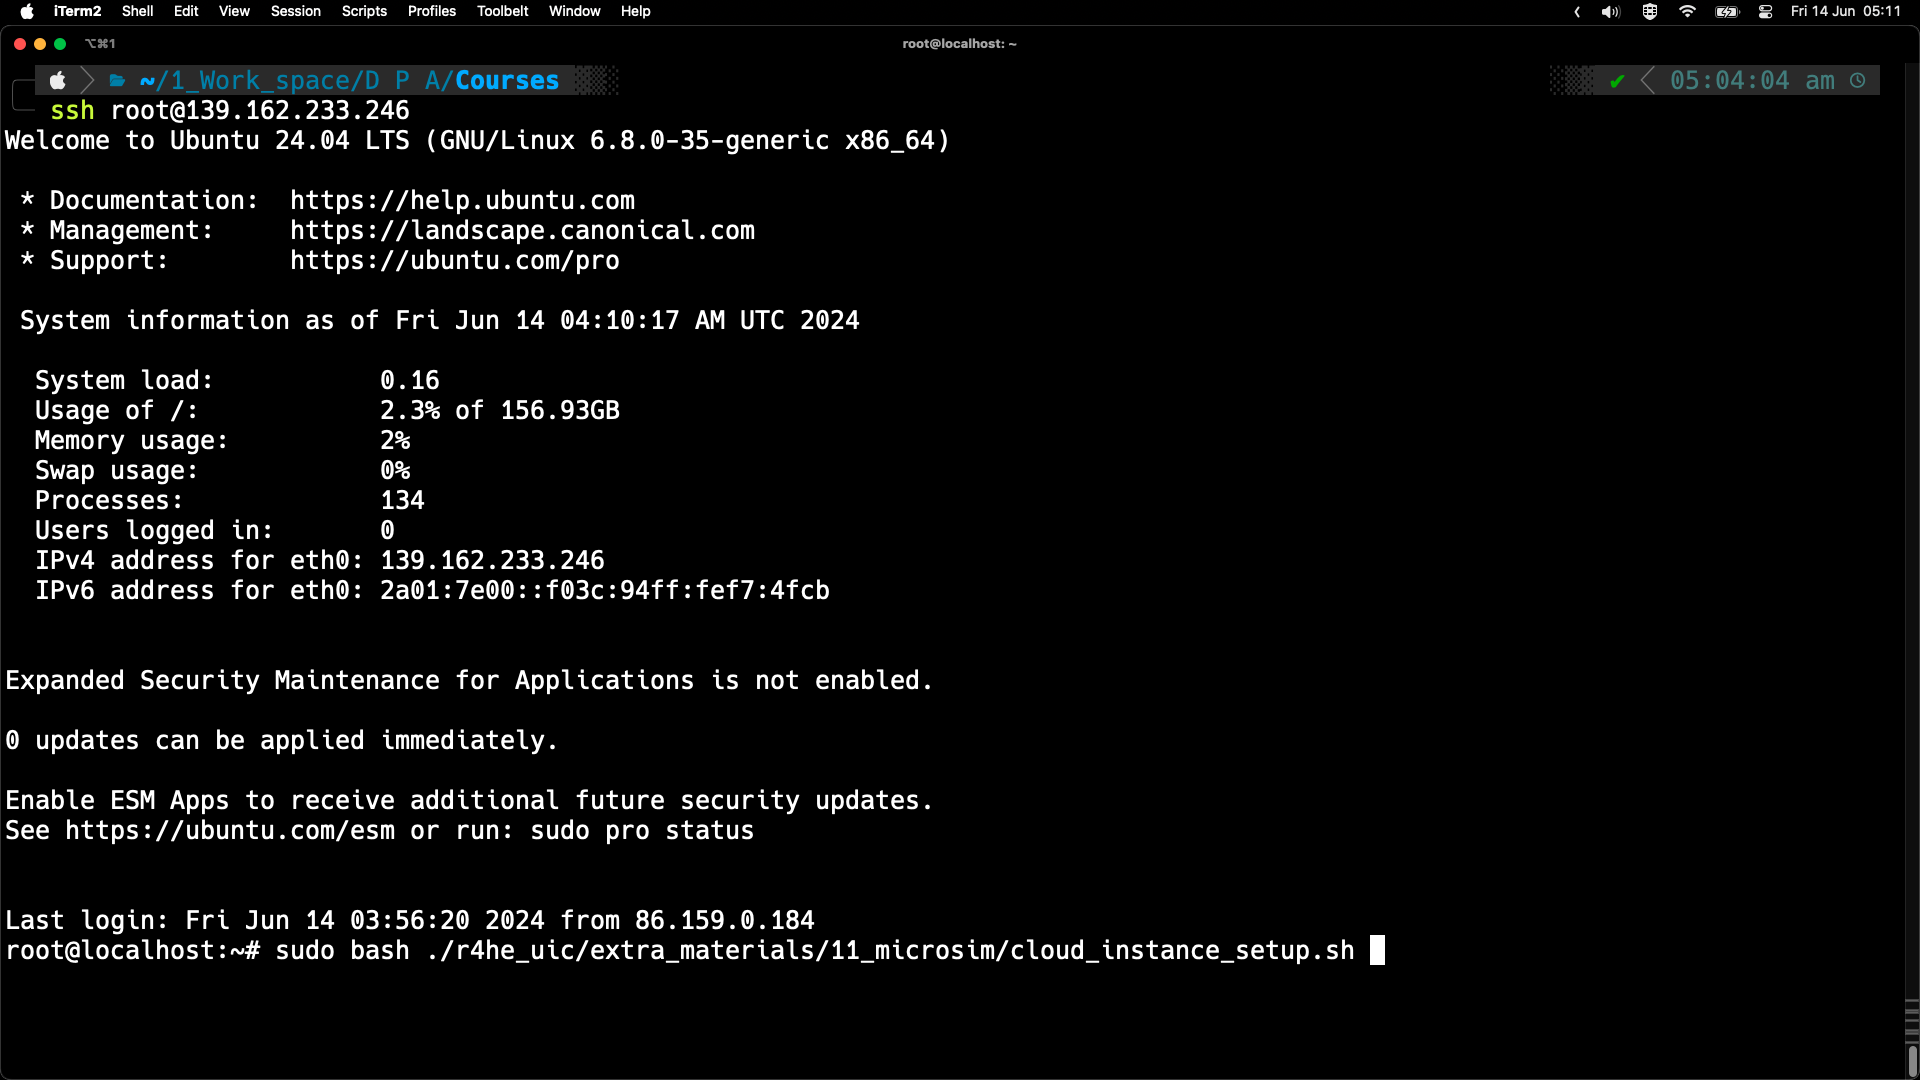 iTerm2 Shell Edit View Session Scripts Profiles Toolbelt Window Help Fri 14 Jun 05:11
⌥⌘1 root@localhost: ~
~/1_Work_space/D P A/Courses ✔ 05:04:04 am
ssh root@139.162.233.246
Welcome to Ubuntu 24.04 LTS (GNU/Linux 6.8.0-35-generic x86_64)
* Documentation: https://help.ubuntu.com
* Management: https://landscape.canonical.com
* Support: https://ubuntu.com/pro
System information as of Fri Jun 14 04:10:17 AM UTC 2024
System load: 0.16
Usage of /: 2.3% of 156.93GB
Memory usage: 2%
Swap usage: 0%
Processes: 134
Users logged in: 0
IPv4 address for eth0: 139.162.233.246
IPv6 address for eth0: 2a01:7e00::f03c:94ff:fef7:4fcb
Expanded Security Maintenance for Applications is not enabled.
0 updates can be applied immediately.
Enable ESM Apps to receive additional future security updates.
See https://ubuntu.com/esm or run: sudo pro status
Last login: Fri Jun 14 03:56:20 2024 from 86.159.0.184
root@localhost:~# sudo bash ./r4he_uic/extra_materials/11_microsim/cloud_instance_setup.sh